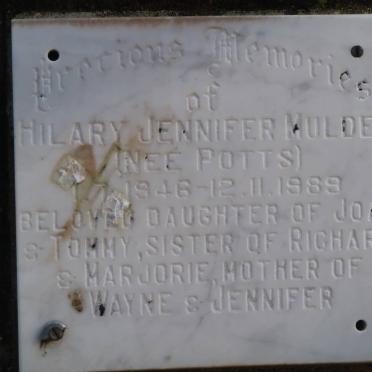 Precious Memories
of
HILARY JENNIFER MULDE
(NEE POTTS)
1946-12.11.1989
BELOVED DAUGHTER OF JOA
& TOMMY, SISTER OF RICHAR
& MARJORIE, MOTHER OF
WAYNE & JENNIFER